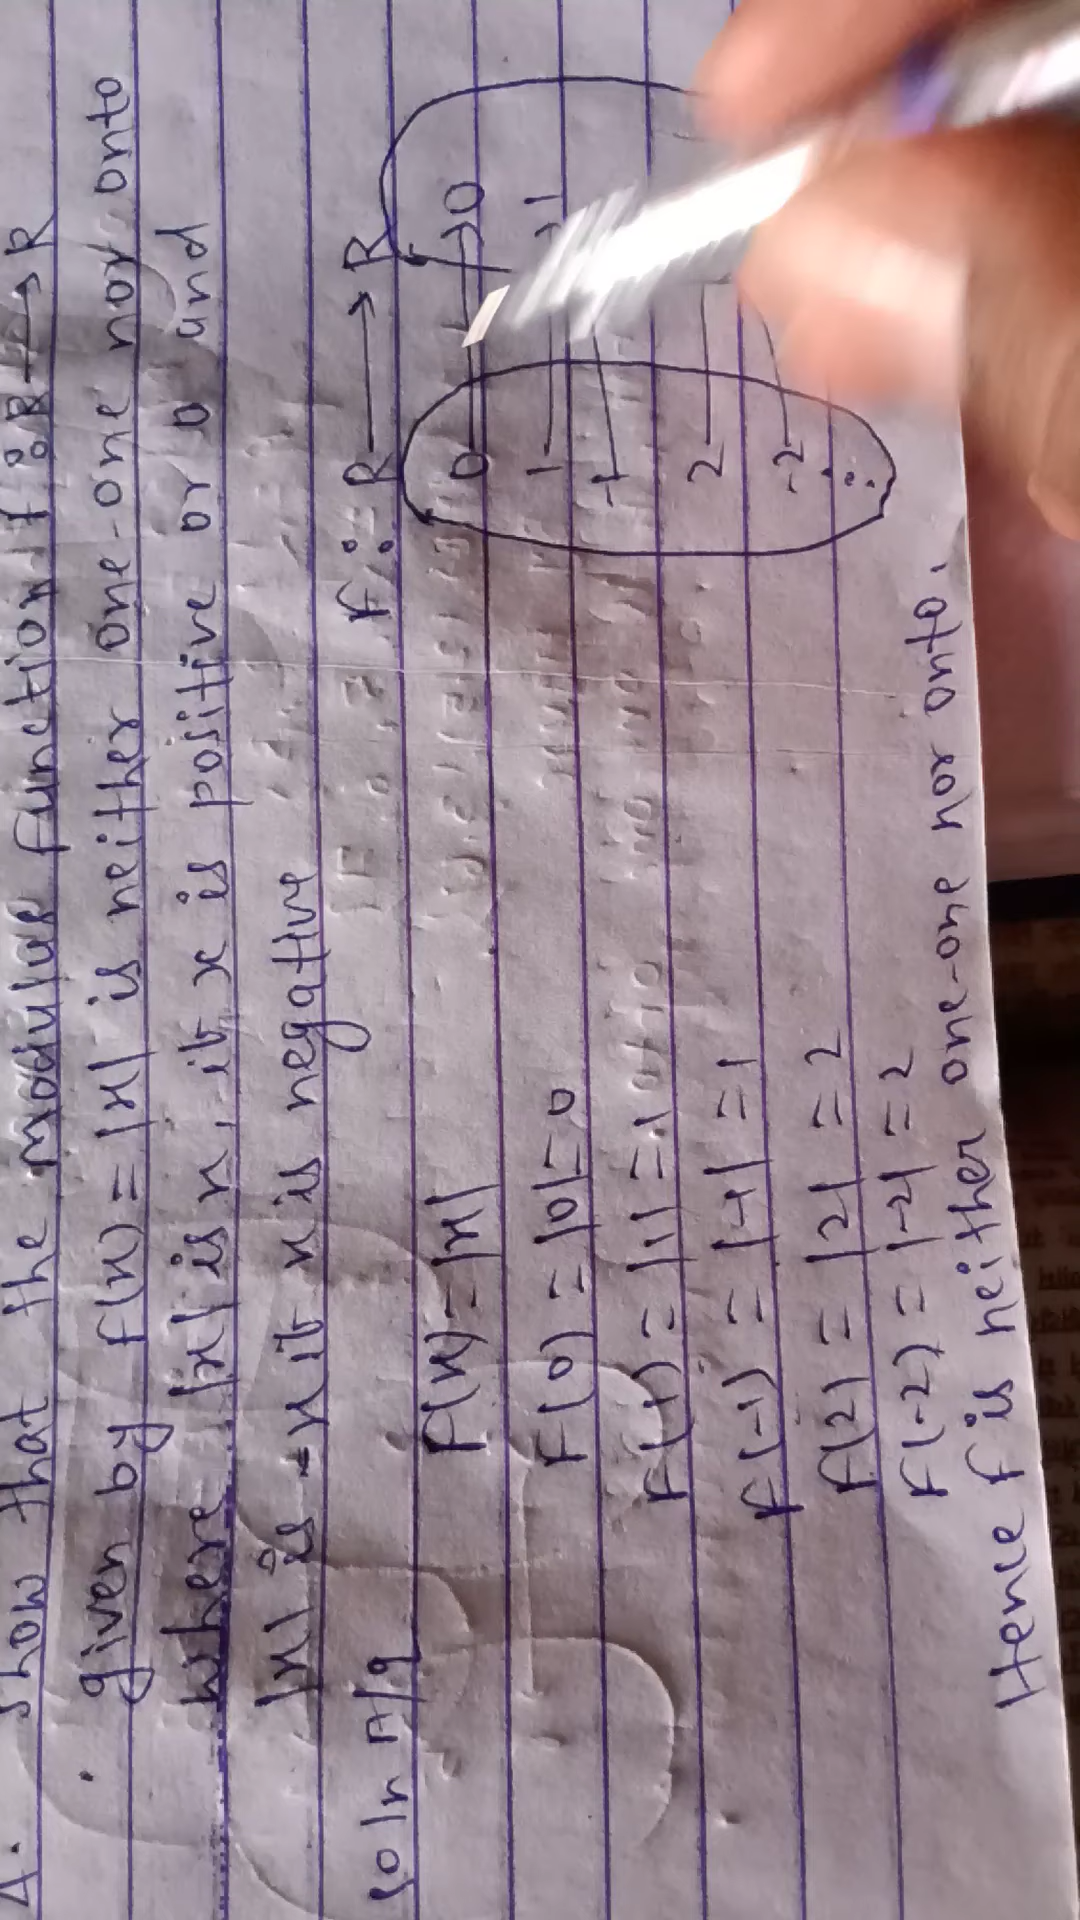 4. Show that the modulus function f : R → R
given by f(x) = |x| is neither one-one nor onto
where |x| is x, if x is positive or 0 and
|x| is -x if x is negative
soln A/q
F : R → R
f(x) = |x|
0 → 0
F(0) = |0| = 0
1 → 1
F(1) = |1| = 1
-1
F(-1) = |-1| = 1
2
f(2) = |2| = 2
-2
F(-2) = |-2| = 2
Hence f is neither one-one nor onto.